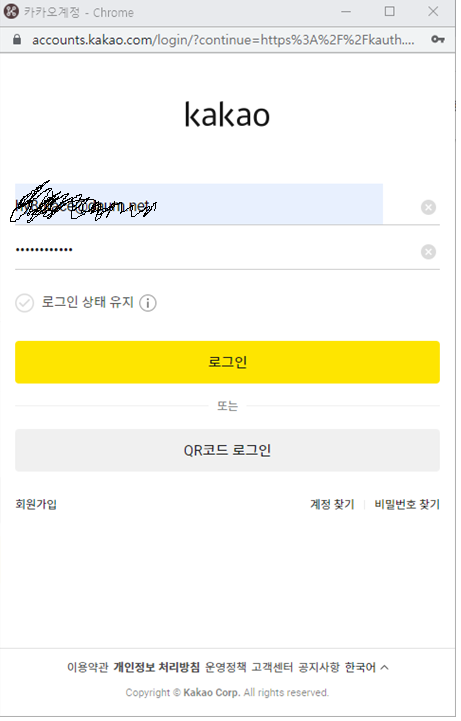 카카오계정 - Chrome
accounts.kakao.com/login/?continue=https%3A%2F%2Fkauth....
kakao
••••••••••••
로그인 상태 유지
로그인
또는
QR코드 로그인
회원가입 계정 찾기 | 비밀번호 찾기
이용약관 개인정보 처리방침 운영정책 고객센터 공지사항 한국어
Copyright © Kakao Corp. All rights reserved.